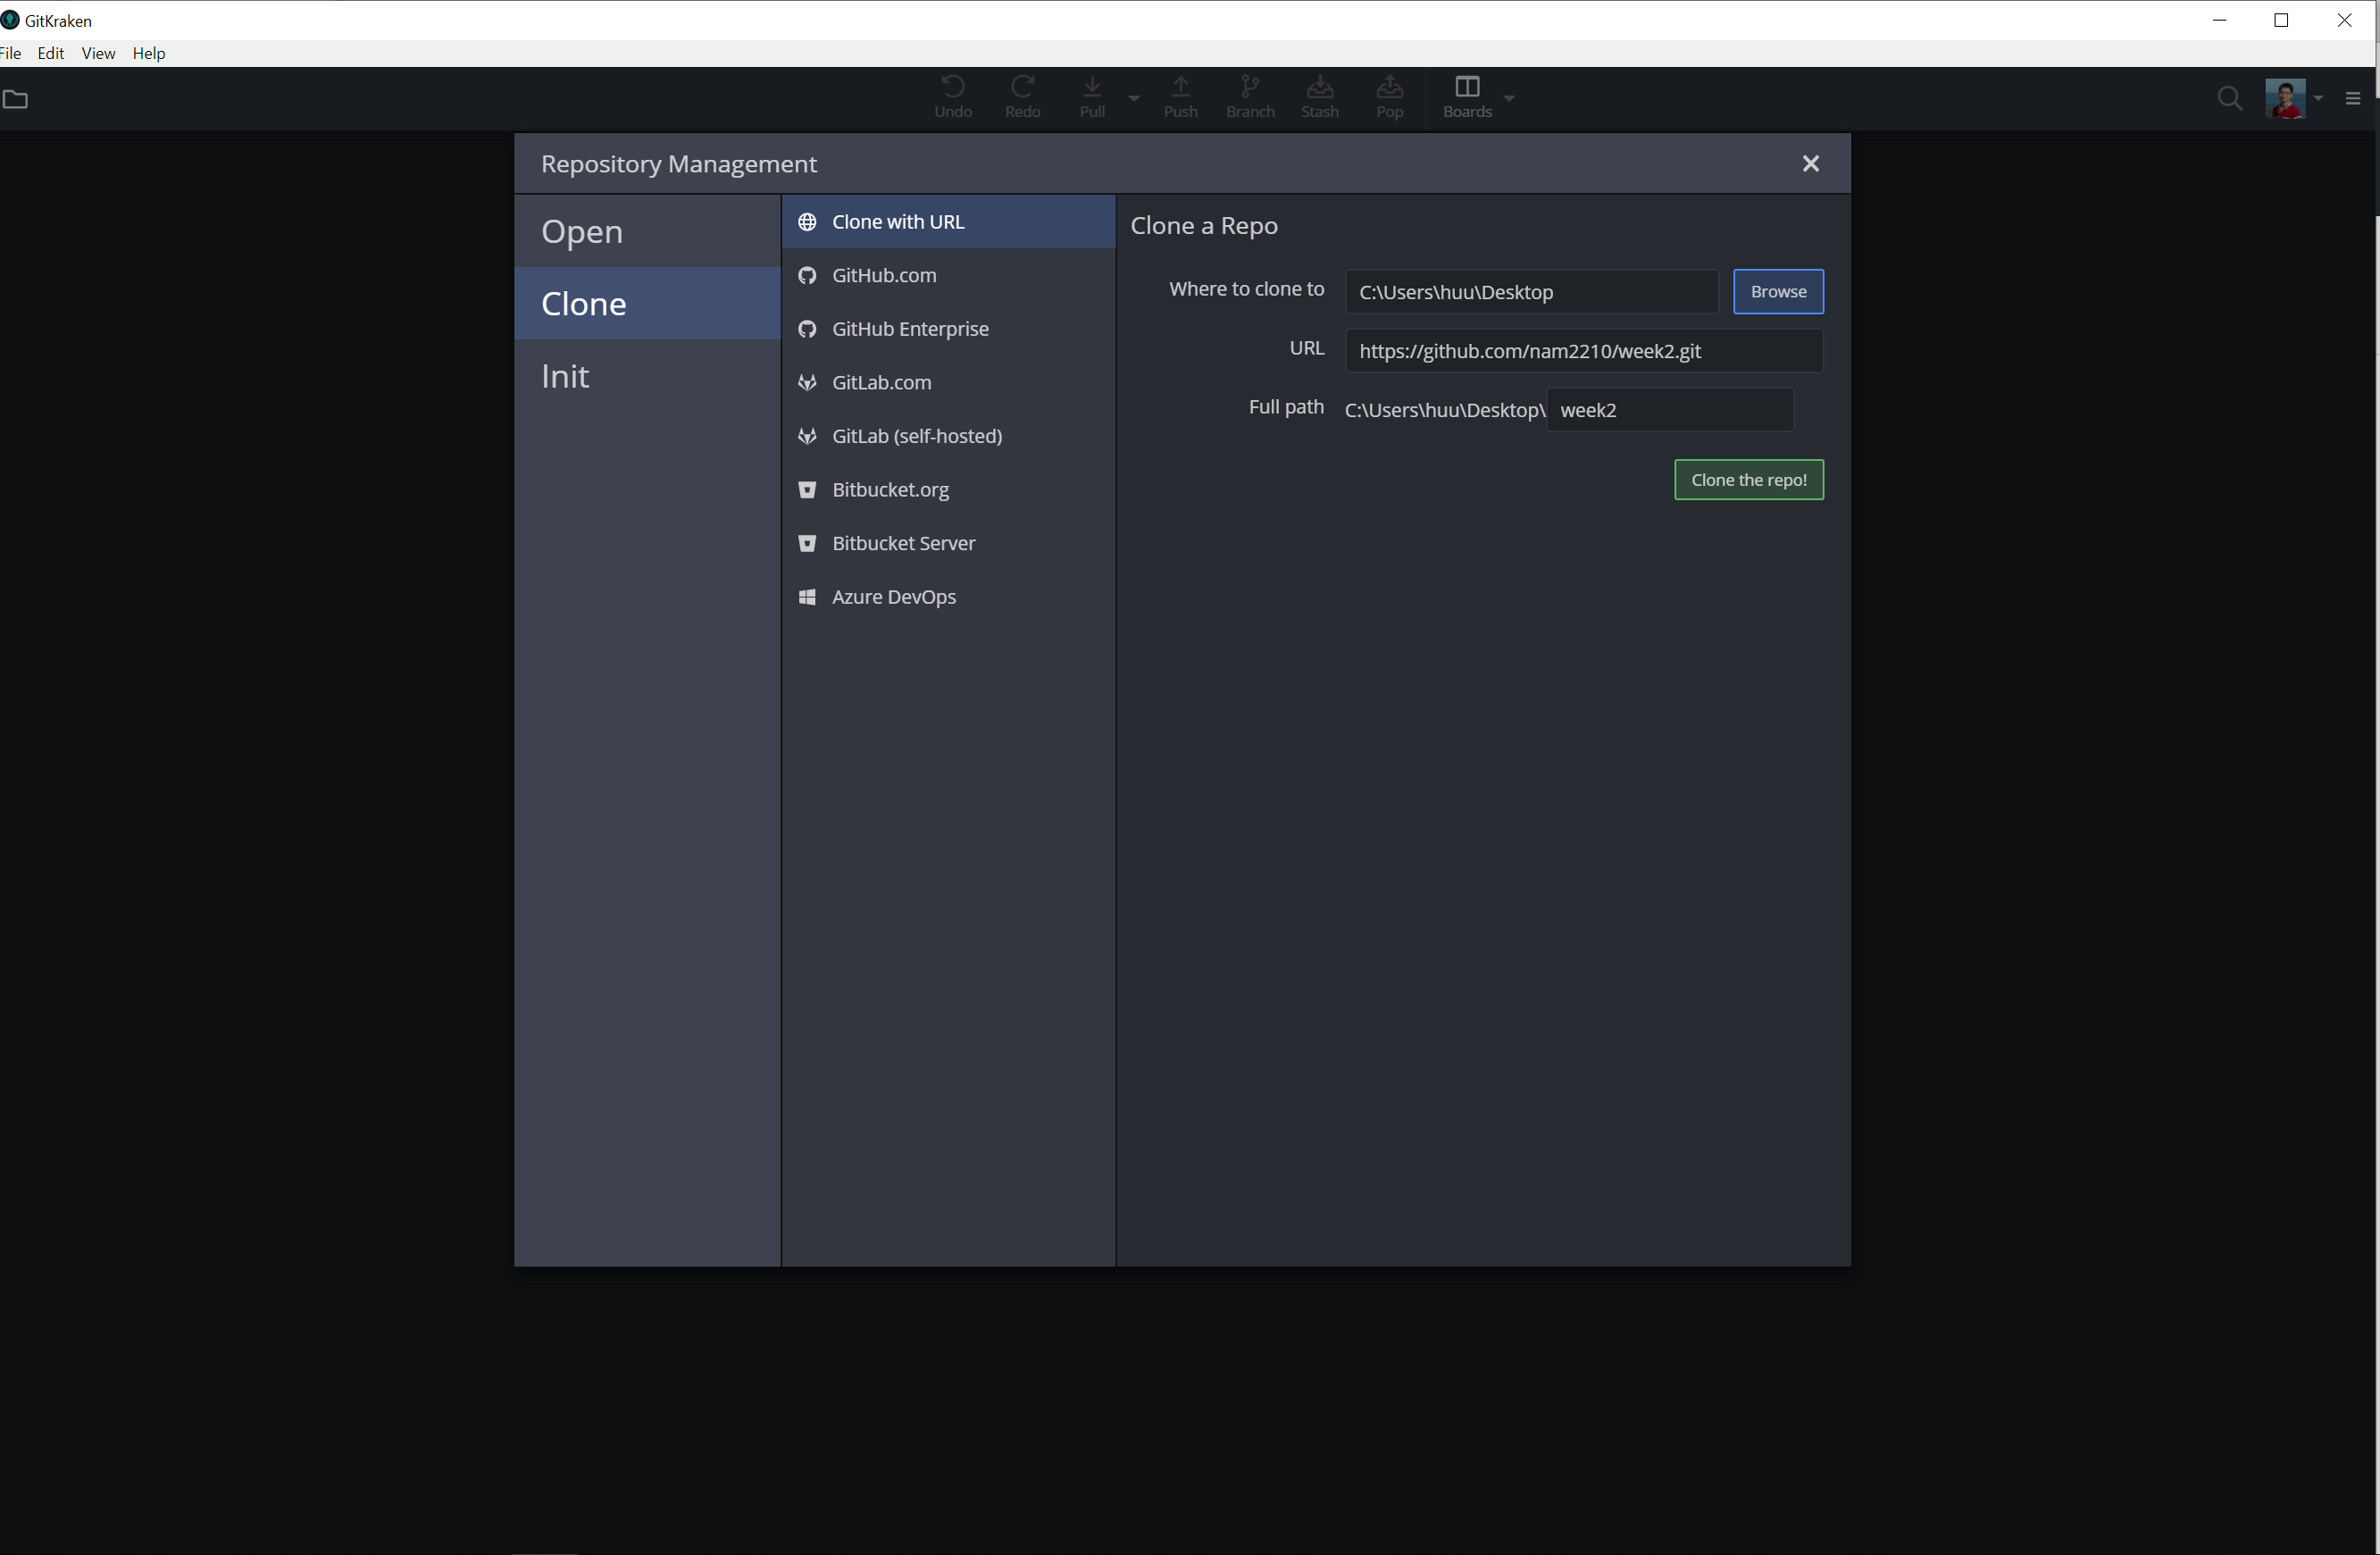 GitKraken
File Edit View Help
Undo Redo Pull Push Branch Stash Pop Boards
Repository Management
Open
Clone
Init
Clone with URL
GitHub.com
GitHub Enterprise
GitLab.com
GitLab (self-hosted)
Bitbucket.org
Bitbucket Server
Azure DevOps
Clone a Repo
Where to clone to C:\Users\huu\Desktop Browse
URL https://github.com/nam2210/week2.git
Full path C:\Users\huu\Desktop\ week2
Clone the repo!